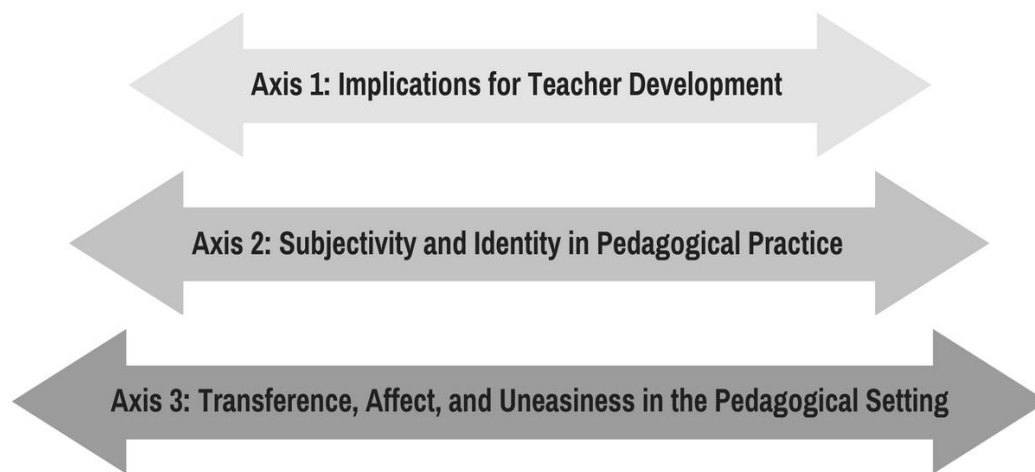 Axis 1: Implications for Teacher Development
Axis 2: Subjectivity and Identity in Pedagogical Practice
Axis 3: Transference, Affect, and Uneasiness in the Pedagogical Setting